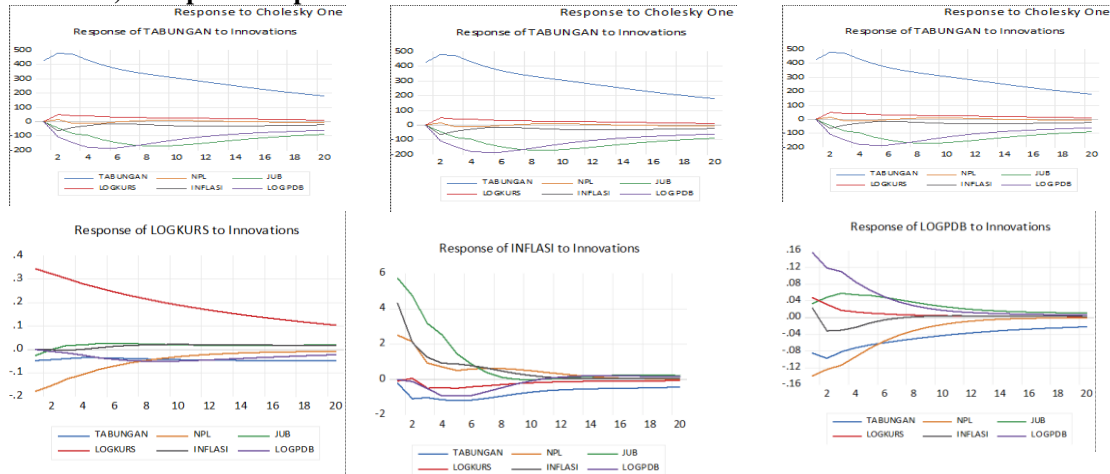 Response to Cholesky One
Response of TABUNGAN to Innovations
500
400
300
200
100
0
-100
-200
2 4 6 8 10 12 14 16 18 20
TABUNGAN NPL JUB
LOGKURS INFLASI LOGPDB
Response to Cholesky One
Response of TABUNGAN to Innovations
500
400
300
200
100
0
100
200
2 4 6 8 10 12 14 16 18 20
TABUNGAN NPL JUB
LOGKURS INFLASI LOGPDB
Response to Cholesky One
Response of TABUNGAN to Innovations
500
400
300
200
100
0
-100
-200
2 4 6 8 10 12 14 16 18 20
TABUNGAN NPL JUB
LOGKURS INFLASI LOGPDB
Response of LOGKURS to Innovations
.4
.3
.2
.1
.0
-.1
-.2
2 4 6 8 10 12 14 16 18 20
TABUNGAN NPL JUB
LOGKURS INFLASI LOGPDB
Response of INFLASI to Innovations
6
4
2
0
-2
2 4 6 8 10 12 14 16 18 20
TABUNGAN NPL JUB
LOGKURS INFLASI LOGPDB
Response of LOGPDB to Innovations
.16
.12
.08
.04
.00
-.04
-.08
-.12
-.16
2 4 6 8 10 12 14 16 18 20
TABUNGAN NPL JUB
LOGKURS INFLASI LOGPDB